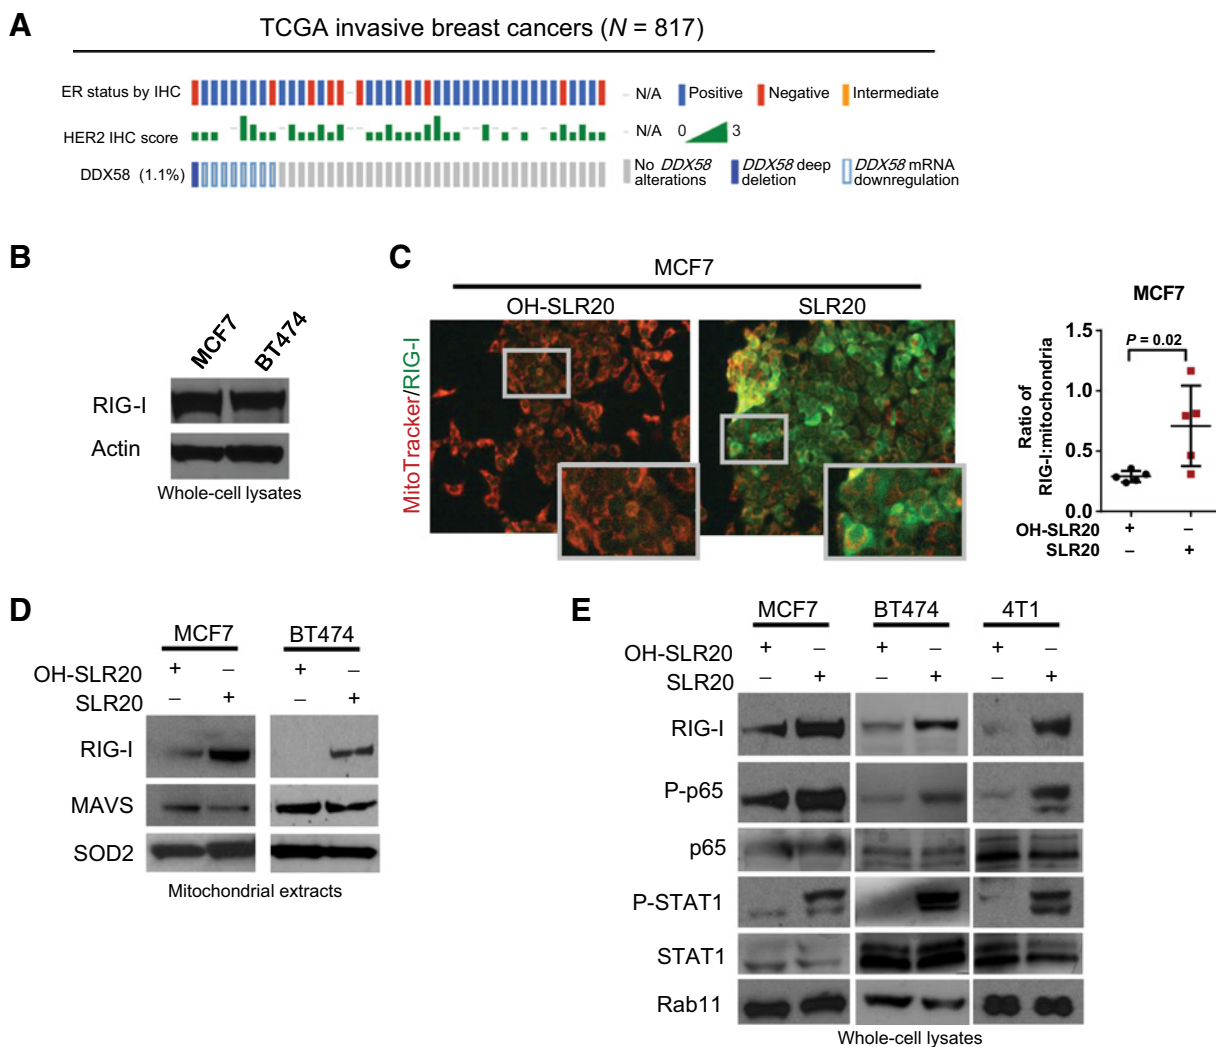 A
TCGA invasive breast cancers (N = 817)
ER status by IHC
N/A Positive Negative Intermediate
HER2 IHC score
N/A 0 3
DDX58 (1.1%)
No DDX58 alterations
DDX58 deep deletion
DDX58 mRNA downregulation
B
MCF7 BT474
RIG-I
Actin
Whole-cell lysates
C
MCF7
OH-SLR20 SLR20
MitoTracker/RIG-I
MCF7
P = 0.02
Ratio of
RIG-I:mitochondria
1.5
1.0
0.5
0.0
OH-SLR20 + –
SLR20 – +
D
MCF7 BT474
OH-SLR20 + – + –
SLR20 – + – +
RIG-I
MAVS
SOD2
Mitochondrial extracts
E
MCF7 BT474 4T1
OH-SLR20 + – + – + –
SLR20 – + – + – +
RIG-I
P-p65
p65
P-STAT1
STAT1
Rab11
Whole-cell lysates